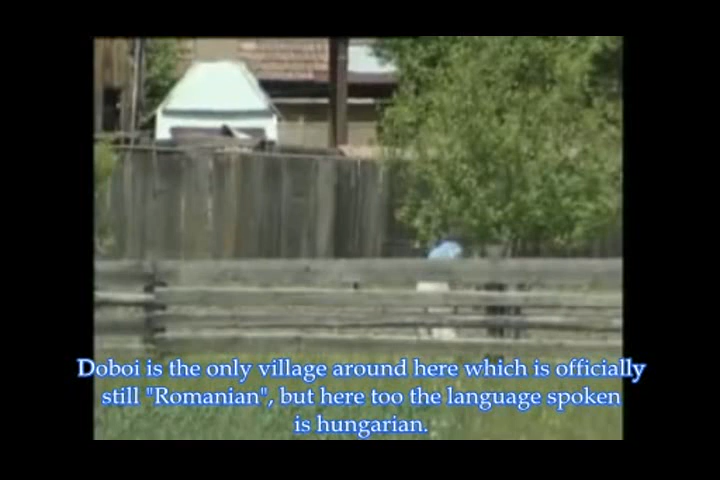 Doboi is the only village around here which is officially
still "Romanian", but here too the language spoken
is hungarian.